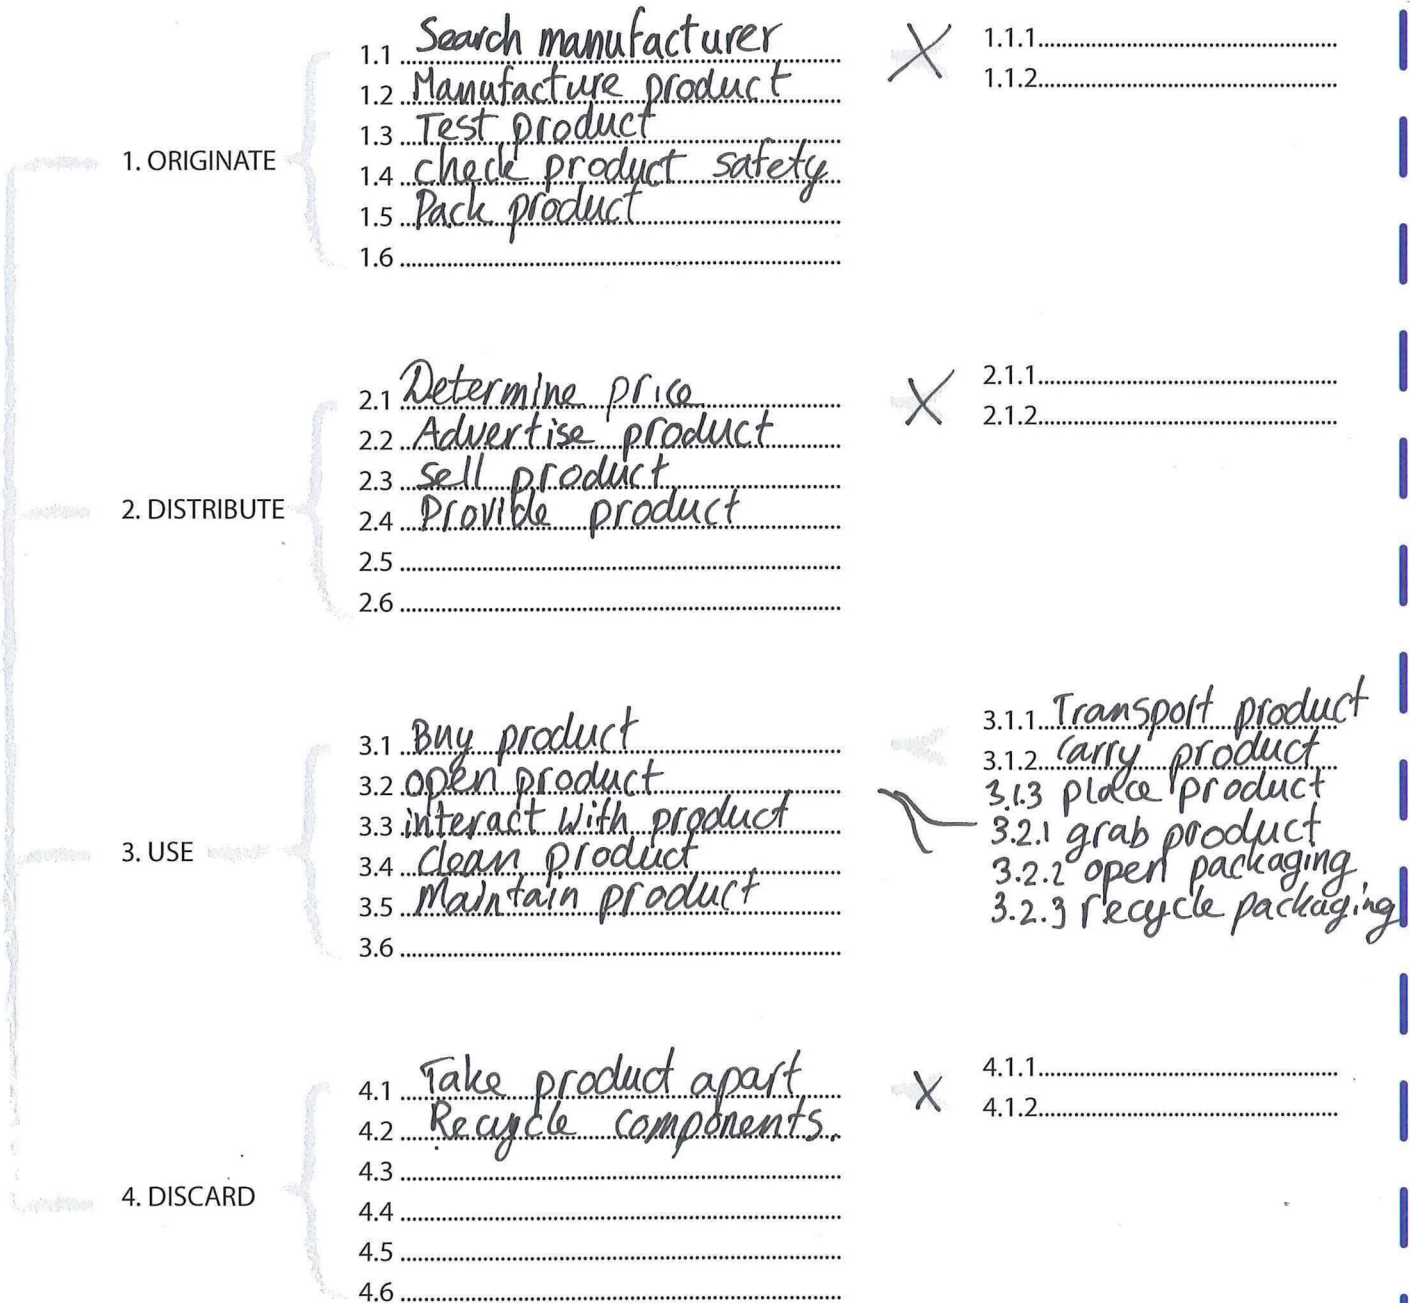 1. ORIGINATE
1.1 Search manufacturer
1.2 Manufacture product
1.3 Test product
1.4 check product safety
1.5 Pack product
1.6
X
1.1.1
1.1.2
2. DISTRIBUTE
2.1 Determine price
2.2 Advertise product
2.3 sell product
2.4 Provide product
2.5
2.6
X
2.1.1
2.1.2
3. USE
3.1 Buy product
3.2 open product
3.3 interact with product
3.4 clean product
3.5 Maintain product
3.6
3.1.1 Transport product
3.1.2 carry product
3.1.3 place product
3.2.1 grab product
3.2.2 open packaging
3.2.3 recycle packaging
4. DISCARD
4.1 Take product apart
4.2 Recycle components.
4.3
4.4
4.5
4.6
X
4.1.1
4.1.2